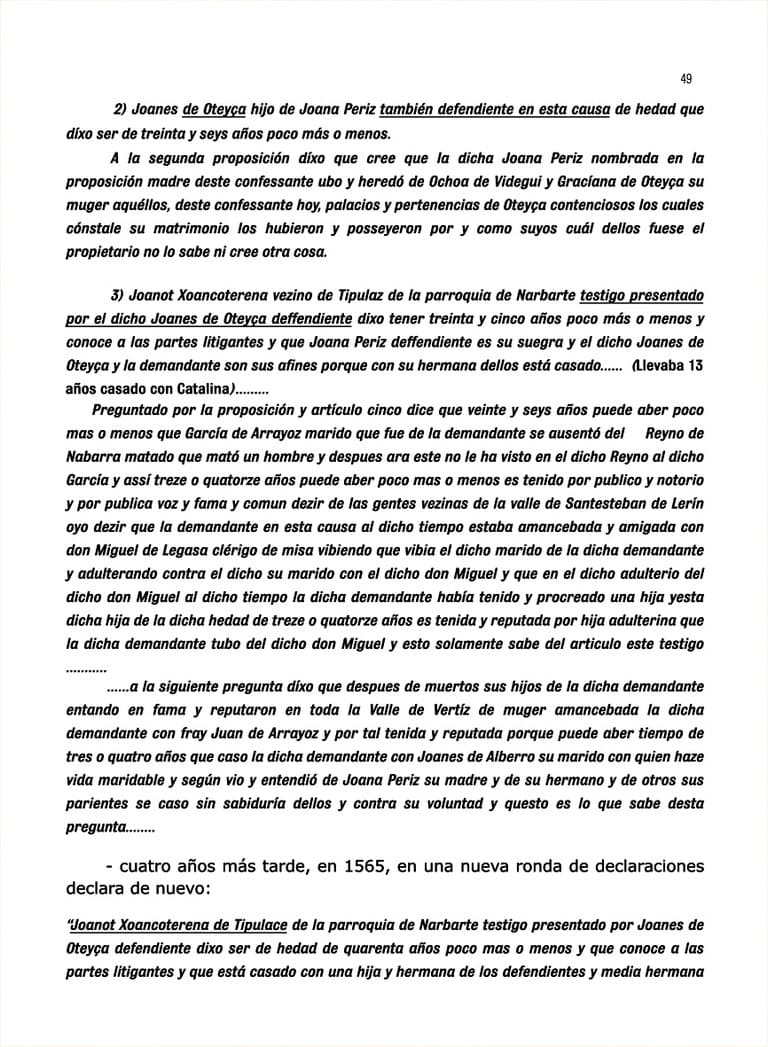 49
2) Joanes de Oteyça hijo de Joana Periz también defendiente en esta causa de hedad que
díxo ser de treinta y seys años poco más o menos.
A la segunda proposición díxo que cree que la dicha Joana Periz nombrada en la
proposición madre deste confessante ubo y heredó de Ochoa de Videgui y Gracíana de Oteyça su
muger aquéllos, deste confessante hoy, palacios y pertenencias de Oteyça contenciosos los cuales
cónstale su matrimonio los hubieron y posseyeron por y como suyos cuál dellos fuese el
propietario no lo sabe ni cree otra cosa.
3) Joanot Xoancoterena vezino de Tipulaz de la parroquia de Narbarte testigo presentado
por el dicho Joanes de Oteyça deffendiente dixo tener treinta y cinco años poco más o menos y
conoce a las partes litigantes y que Joana Periz deffendiente es su suegra y el dicho Joanes de
Oteyça y la demandante son sus afines porque con su hermana dellos está casado...... (Llevaba 13
años casado con Catalina).........
Preguntado por la proposición y artículo cinco dice que veinte y seys años puede aber poco
mas o menos que García de Arrayoz marido que fue de la demandante se ausentó del Reyno de
Nabarra matado que mató un hombre y despues ara este no le ha visto en el dicho Reyno al dicho
García y assí treze o quatorze años puede aber poco mas o menos es tenido por publico y notorio
y por publica voz y fama y comun dezir de las gentes vezinas de la valle de Santesteban de Lerín
oyo dezir que la demandante en esta causa al dicho tiempo estaba amancebada y amigada con
don Miguel de Legasa clérigo de misa vibiendo que vibia el dicho marido de la dicha demandante
y adulterando contra el dicho su marido con el dicho don Miguel y que en el dicho adulterio del
dicho don Miguel al dicho tiempo la dicha demandante había tenido y procreado una hija yesta
dicha hija de la dicha hedad de treze o quatorze años es tenida y reputada por hija adulterina que
la dicha demandante tubo del dicho don Miguel y esto solamente sabe del articulo este testigo
...........
......a la siguiente pregunta díxo que despues de muertos sus hijos de la dicha demandante
entando en fama y reputaron en toda la Valle de Vertíz de muger amancebada la dicha
demandante con fray Juan de Arrayoz y por tal tenida y reputada porque puede aber tiempo de
tres o quatro años que caso la dicha demandante con Joanes de Alberro su marido con quien haze
vida maridable y según vio y entendió de Joana Periz su madre y de su hermano y de otros sus
parientes se caso sin sabiduría dellos y contra su voluntad y questo es lo que sabe desta
pregunta........
- cuatro años más tarde, en 1565, en una nueva ronda de declaraciones
declara de nuevo:
“Joanot Xoancoterena de Tipulace de la parroquia de Narbarte testigo presentado por Joanes de
Oteyça defendiente dixo ser de hedad de quarenta años poco mas o menos y que conoce a las
partes litigantes y que está casado con una hija y hermana de los defendientes y media hermana